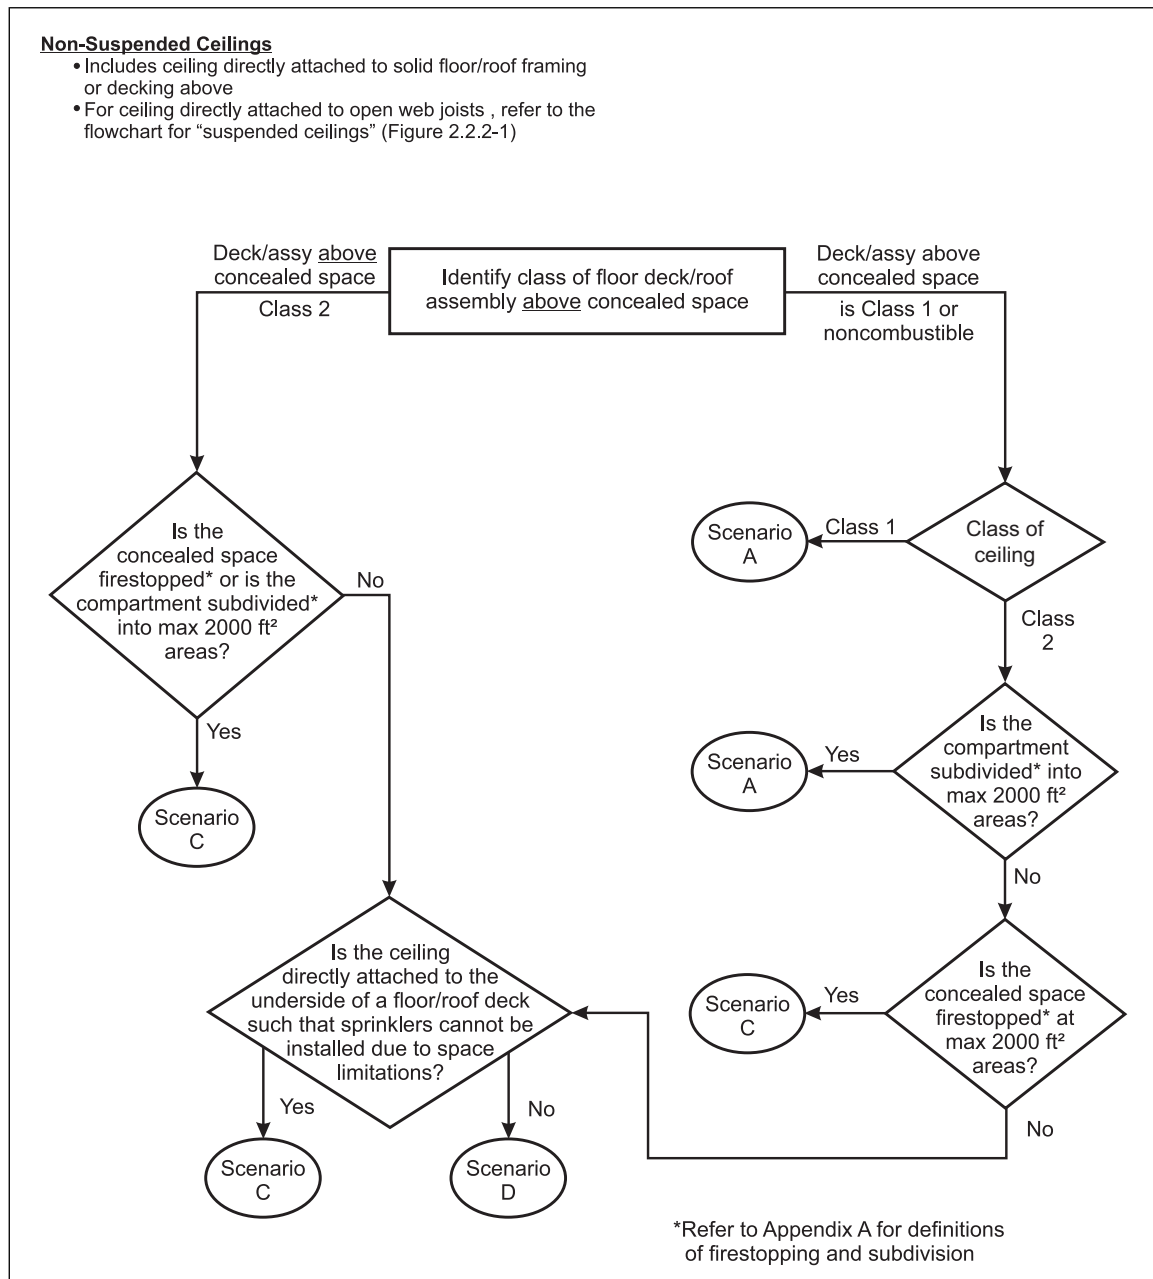 Non-Suspended Ceilings
• Includes ceiling directly attached to solid floor/roof framing
or decking above
• For ceiling directly attached to open web joists , refer to the
flowchart for “suspended ceilings” (Figure 2.2.2-1)
Deck/assy above
concealed space
Class 2
Identify class of floor deck/roof
assembly above concealed space
Deck/assy above
concealed space
is Class 1 or
noncombustible
Is the
concealed space
firestopped* or is the
compartment subdivided*
into max 2000 ft²
areas?
No
Yes
Scenario
C
Scenario
A
Class 1
Class of
ceiling
Class
2
Scenario
A
Yes
Is the
compartment
subdivided* into
max 2000 ft²
areas?
No
Is the ceiling
directly attached to the
underside of a floor/roof deck
such that sprinklers cannot be
installed due to space
limitations?
Yes
No
Scenario
C
Scenario
D
Scenario
C
Yes
Is the
concealed space
firestopped* at
max 2000 ft²
areas?
No
*Refer to Appendix A for definitions
of firestopping and subdivision